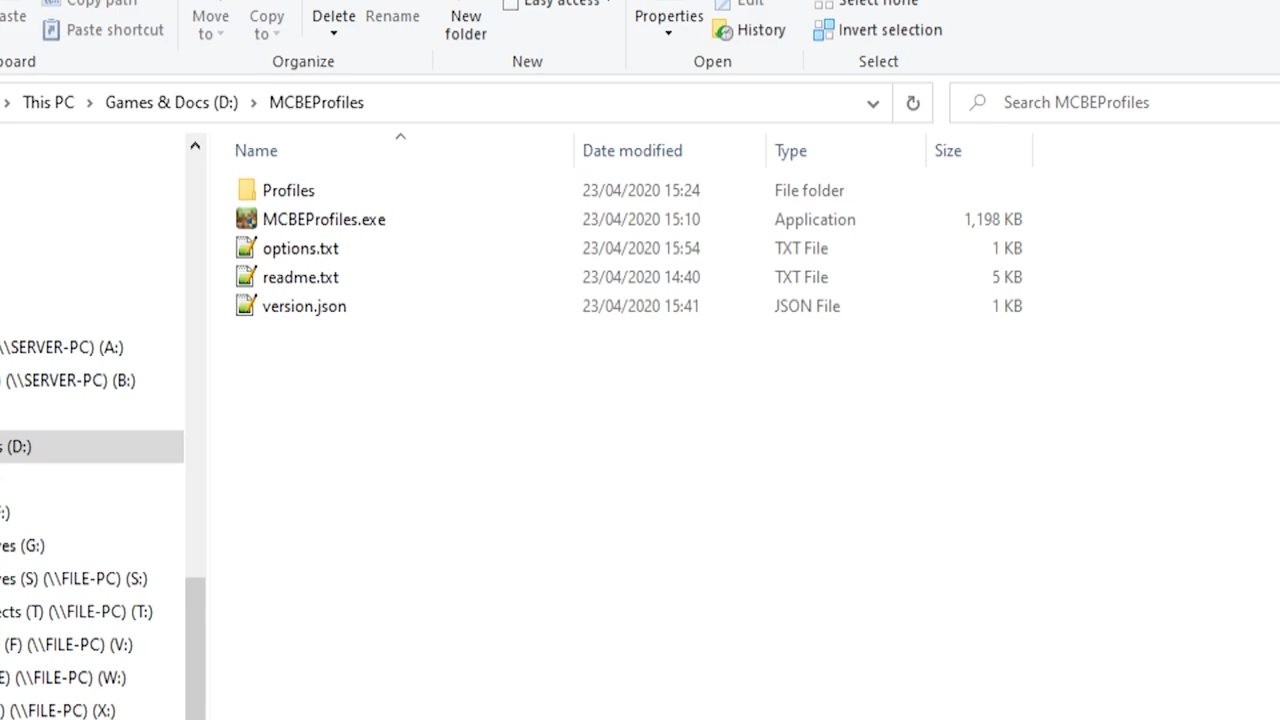 Copy path
Easy access
Edit
Select none
Paste shortcut
Move to
Copy to
Delete
Rename
New folder
Properties
History
Invert selection
Organize
New
Open
Select
> This PC > Games & Docs (D:) > MCBEProfiles
Search MCBEProfiles
Name Date modified Type Size
Profiles 23/04/2020 15:24 File folder
MCBEProfiles.exe 23/04/2020 15:10 Application 1,198 KB
options.txt 23/04/2020 15:54 TXT File 1 KB
readme.txt 23/04/2020 14:40 TXT File 5 KB
version.json 23/04/2020 15:41 JSON File 1 KB
\\SERVER-PC) (A:)
(\\SERVER-PC) (B:)
s (D:)
:)
ves (G:)
ves (S) (\\FILE-PC) (S:)
ects (T) (\\FILE-PC) (T:)
(F) (\\FILE-PC) (V:)
E) (\\FILE-PC) (W:)
) (\\FILE-PC) (X:)